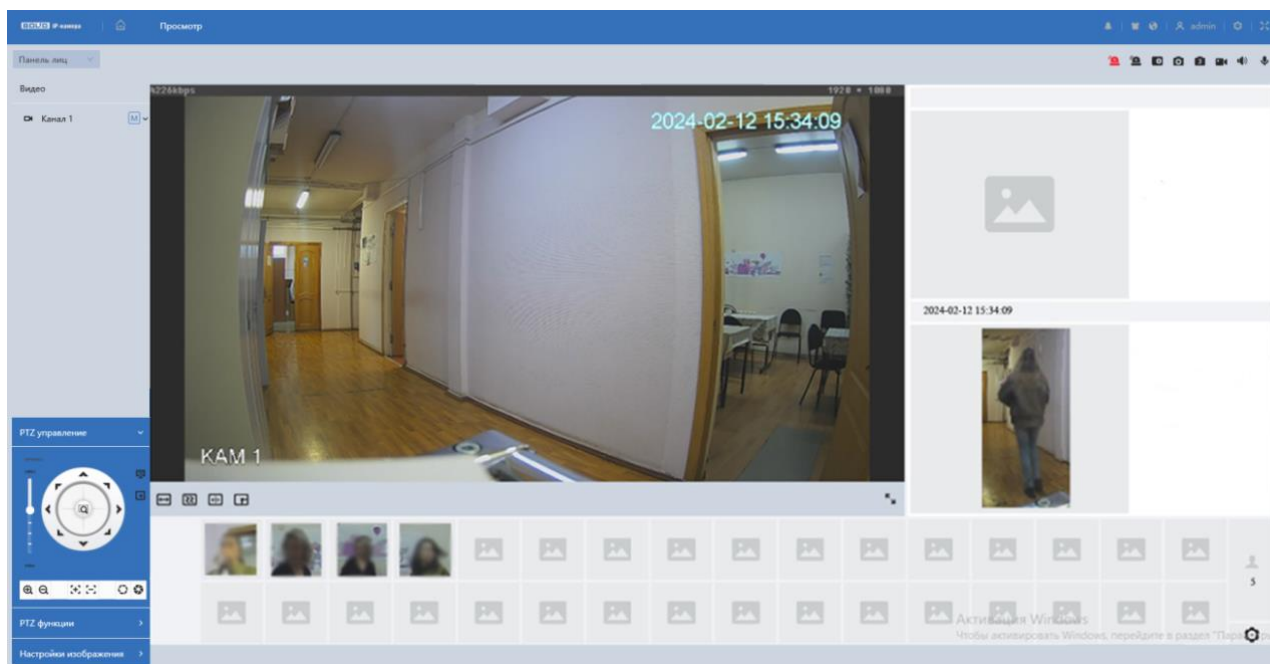 BOLID IP-камера
Просмотр
admin
Панель лиц
Видео
Канал 1
M
4226kbps
1920 * 1080
2024-02-12 15:34:09
KAM 1
2024-02-12 15:34:09
PTZ управление
PTZ функции
Настройки изображения
5
Активация Windows
Чтобы активировать Windows, перейдите в раздел